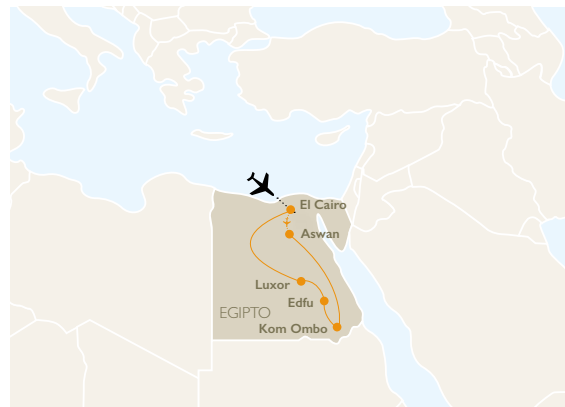 El Cairo
Aswan
Luxor
Edfu
EGIPTO
Kom Ombo